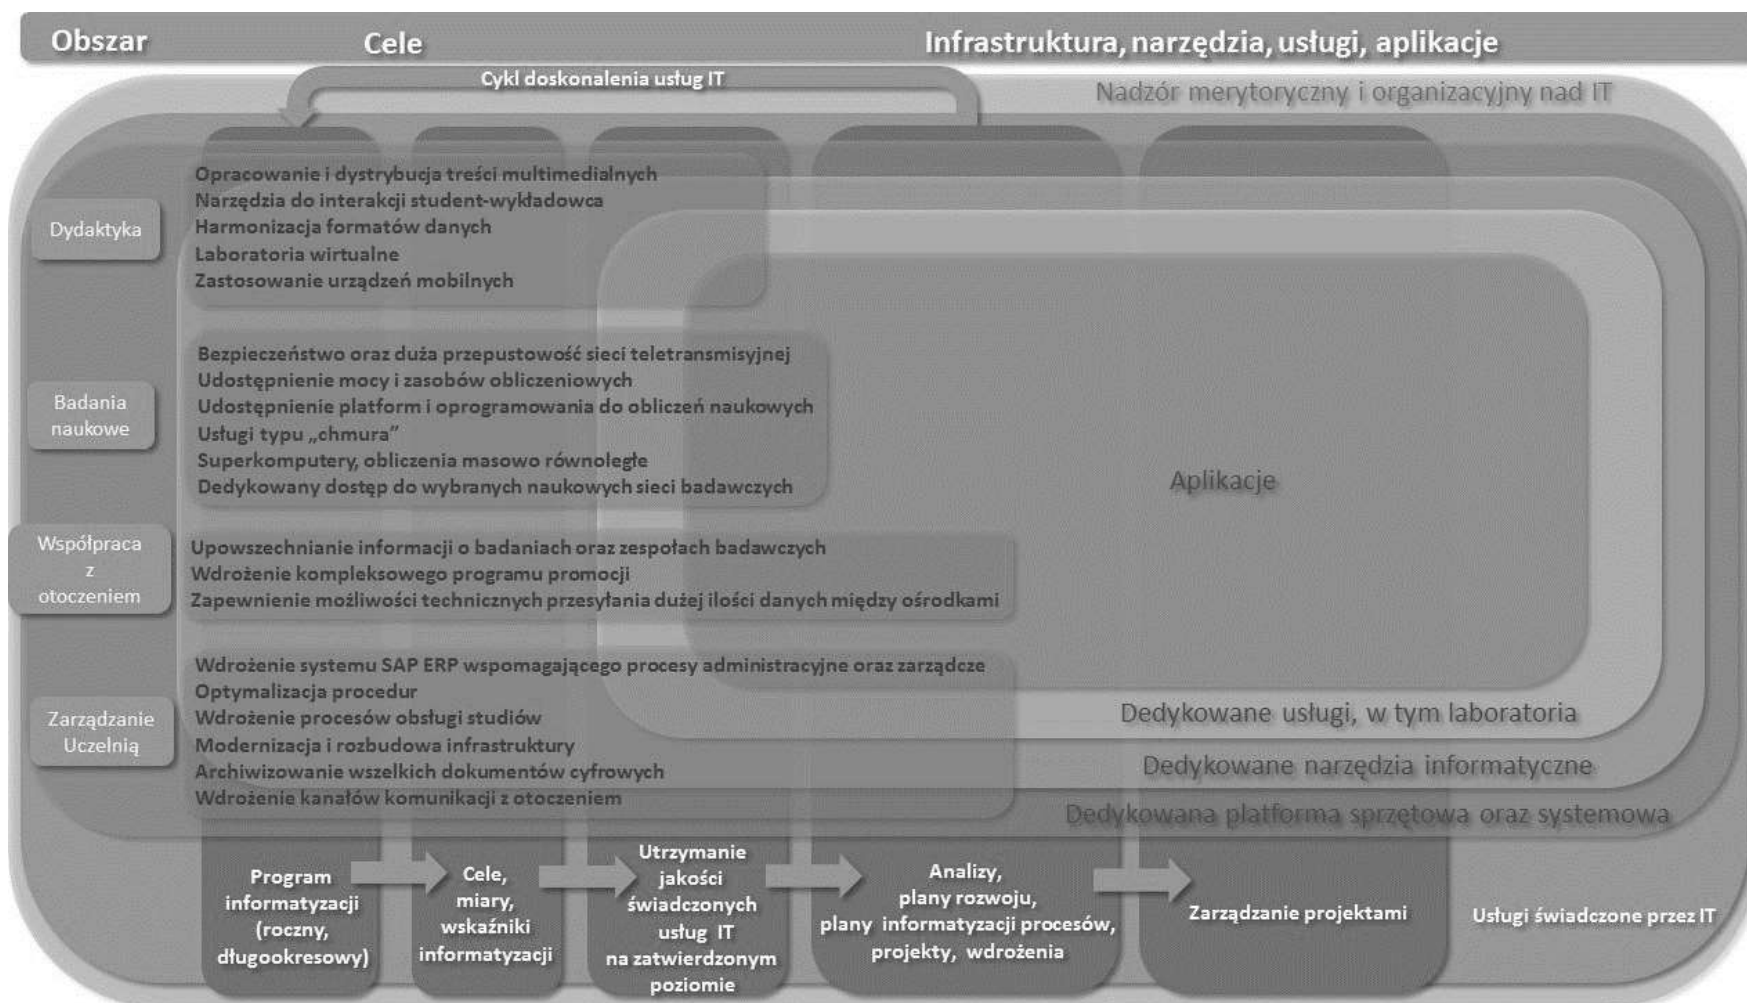 Obszar
Cele
Infrastruktura, narzędzia, usługi, aplikacje
Cykl doskonalenia usług IT
Nadzór merytoryczny i organizacyjny nad IT
Dydaktyka
Opracowanie i dystrybucja treści multimedialnych
Narzędzia do interakcji student-wykładowca
Harmonizacja formatów danych
Laboratoria wirtualne
Zastosowanie urządzeń mobilnych
Badania
naukowe
Bezpieczeństwo oraz duża przepustowość sieci teletransmisyjnej
Udostępnienie mocy i zasobów obliczeniowych
Udostępnienie platform i oprogramowania do obliczeń naukowych
Usługi typu „chmura”
Superkomputery, obliczenia masowo równoległe
Dedykowany dostęp do wybranych naukowych sieci badawczych
Aplikacje
Współpraca
z
otoczeniem
Upowszechnianie informacji o badaniach oraz zespołach badawczych
Wdrożenie kompleksowego programu promocji
Zapewnienie możliwości technicznych przesyłania dużej ilości danych między ośrodkami
Zarządzanie
Uczelnią
Wdrożenie systemu SAP ERP wspomagającego procesy administracyjne oraz zarządcze
Optymalizacja procedur
Wdrożenie procesów obsługi studiów
Modernizacja i rozbudowa infrastruktury
Archiwizowanie wszelkich dokumentów cyfrowych
Wdrożenie kanałów komunikacji z otoczeniem
Dedykowane usługi, w tym laboratoria
Dedykowane narzędzia informatyczne
Dedykowana platforma sprzętowa oraz systemowa
Program
informatyzacji
(roczny,
długookresowy)
Cele,
miary,
wskaźniki
informatyzacji
Utrzymanie
jakości
świadczonych
usług IT
na zatwierdzonym
poziomie
Analizy,
plany rozwoju,
plany informatyzacji procesów,
projekty, wdrożenia
Zarządzanie projektami
Usługi świadczone przez IT